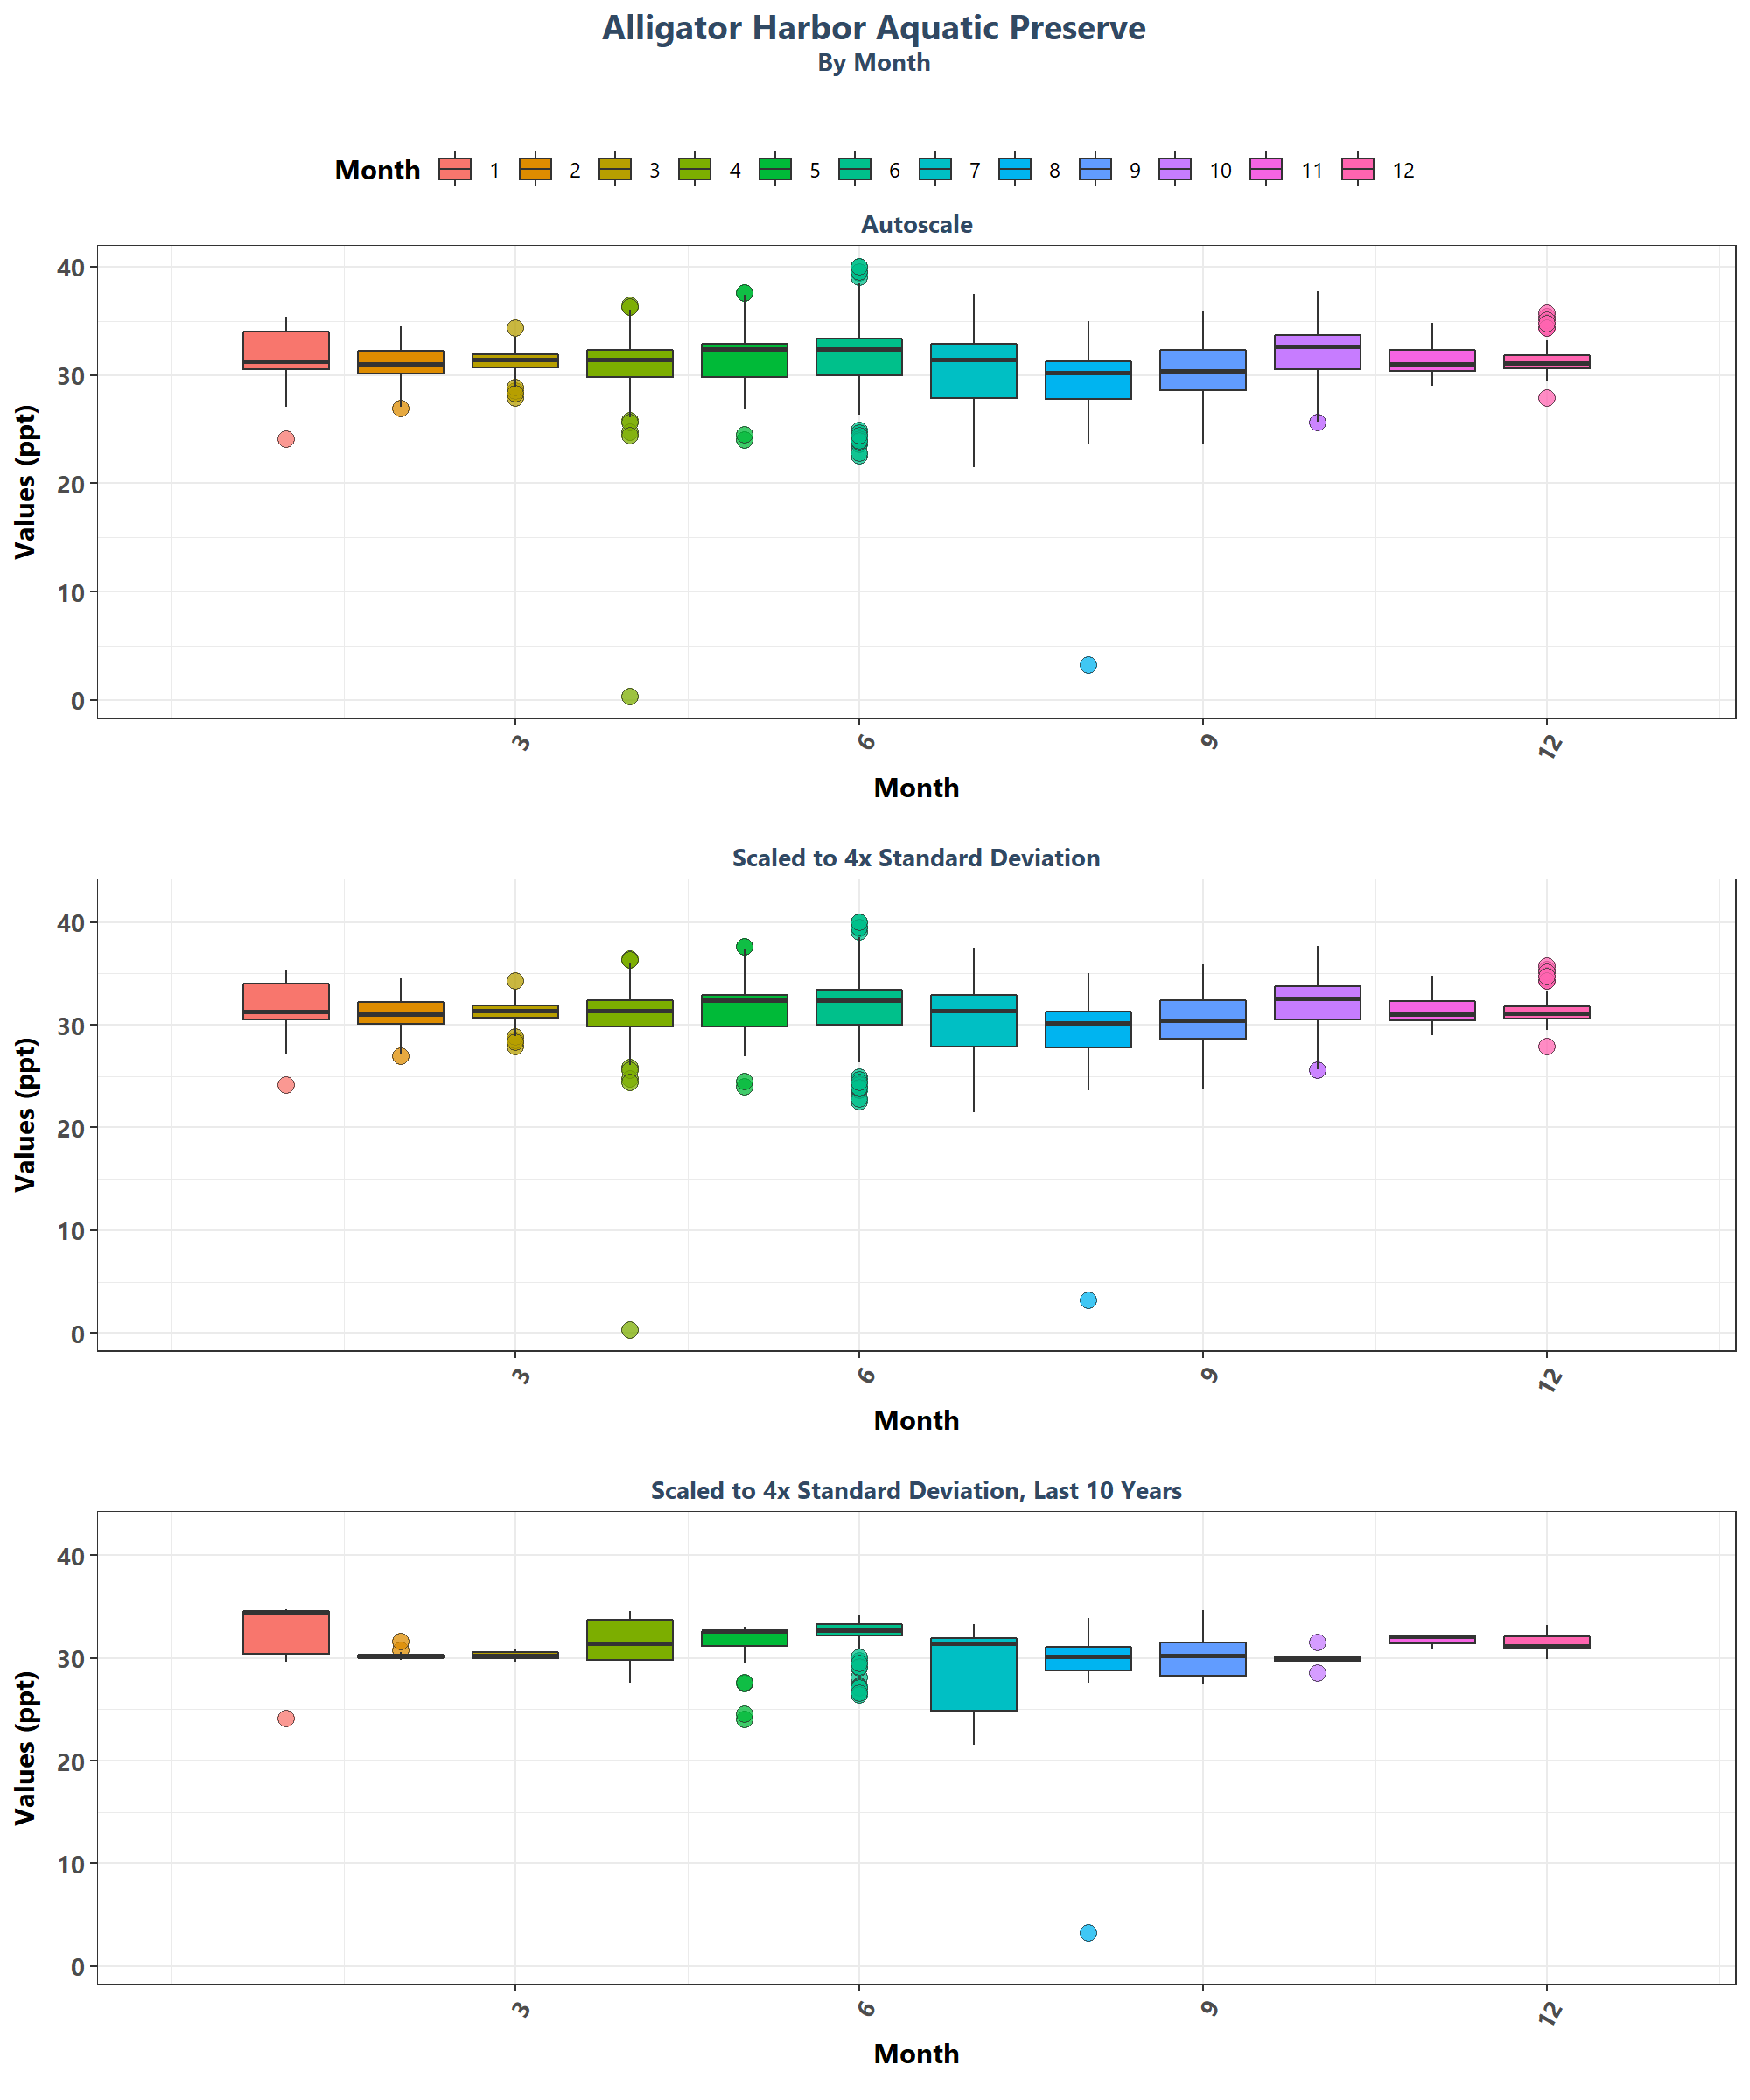 Alligator Harbor Aquatic Preserve
By Month
Month 1 2 3 4 5 6 7 8 9 10 11 12
Autoscale
Values (ppt)
40
30
20
10
0
3 6 9 12
Month
Scaled to 4x Standard Deviation
Values (ppt)
40
30
20
10
0
3 6 9 12
Month
Scaled to 4x Standard Deviation, Last 10 Years
Values (ppt)
40
30
20
10
0
3 6 9 12
Month